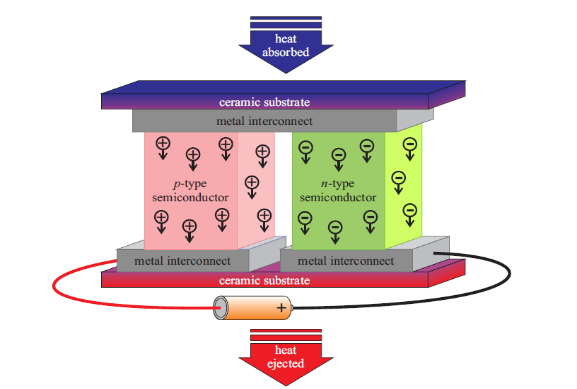 heat
absorbed
ceramic substrate
metal interconnect
p-type
semiconductor
n-type
semiconductor
metal interconnect
metal interconnect
ceramic substrate
+
heat
ejected